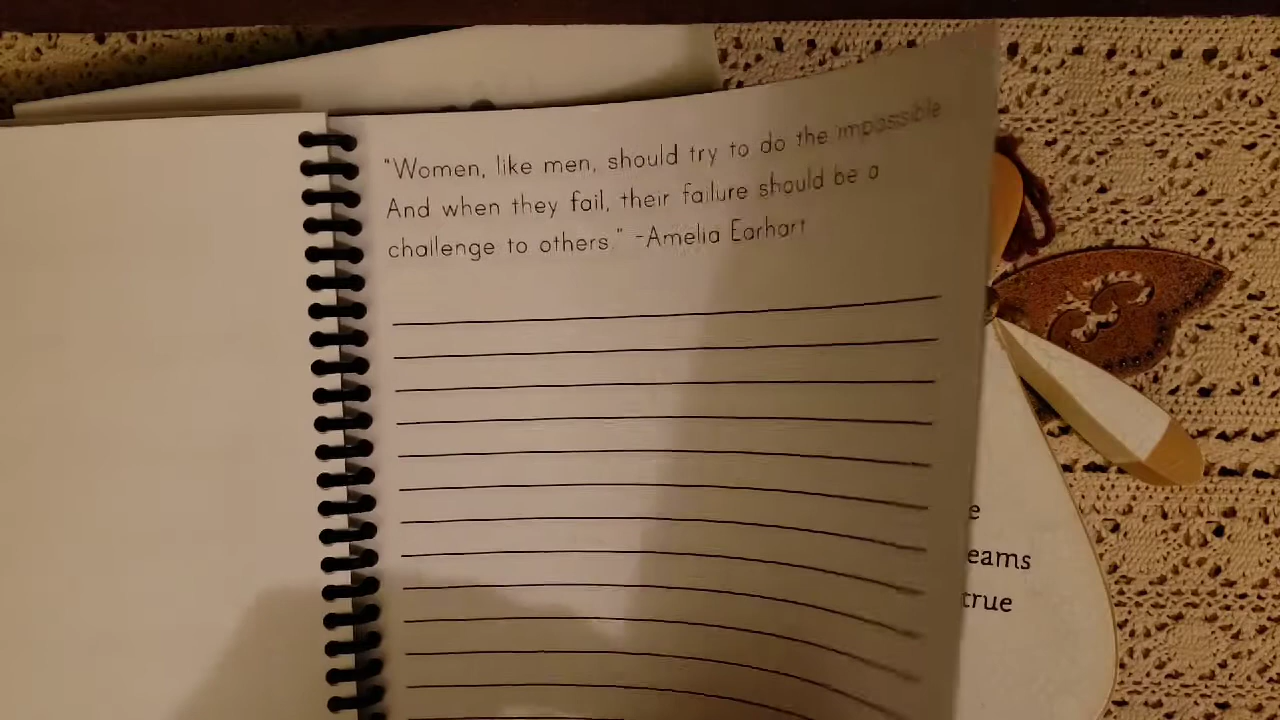 "Women, like men, should try to do the impossible
And when they fail, their failure should be a
challenge to others." -Amelia Earhart
e
eams
true